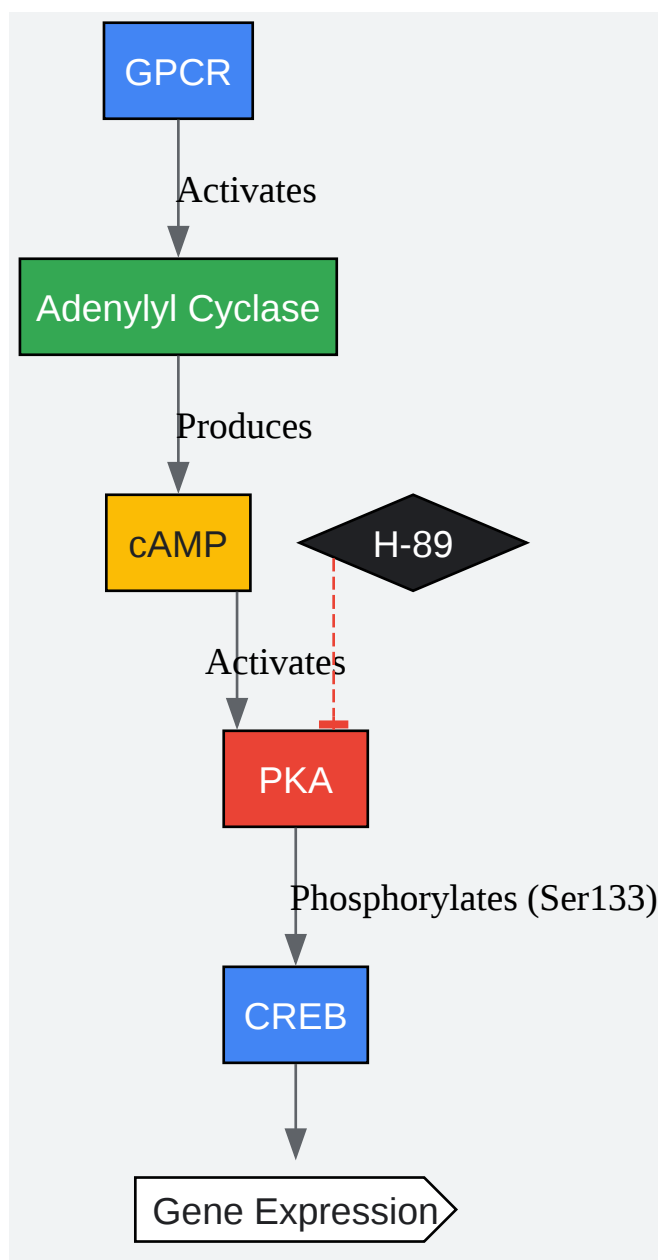 GPCR
Activates
Adenylyl Cyclase
Produces
cAMP
H-89
Activates
PKA
Phosphorylates (Ser133)
CREB
Gene Expression